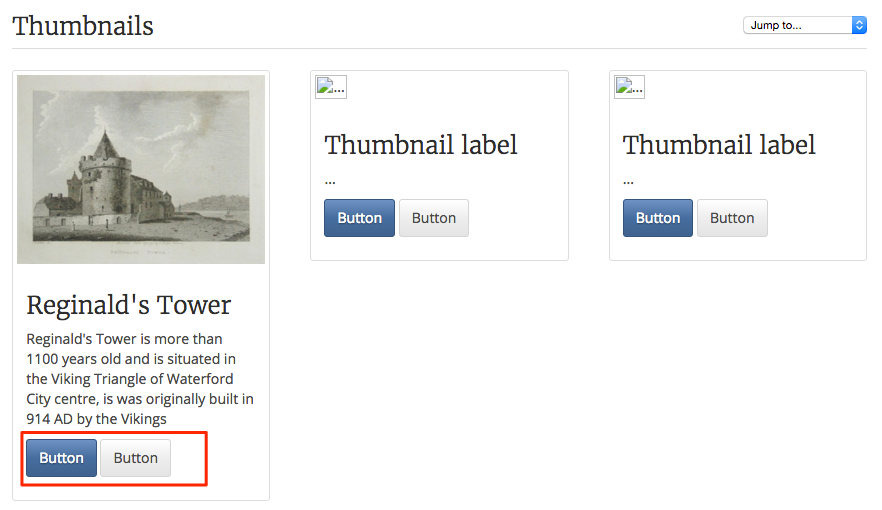 Thumbnails
Jump to...
Reginald's Tower
Reginald's Tower is more than
1100 years old and is situated in
the Viking Triangle of Waterford
City centre, is was originally built in
914 AD by the Vikings
Button Button
...
Thumbnail label
...
Button Button
...
Thumbnail label
...
Button Button